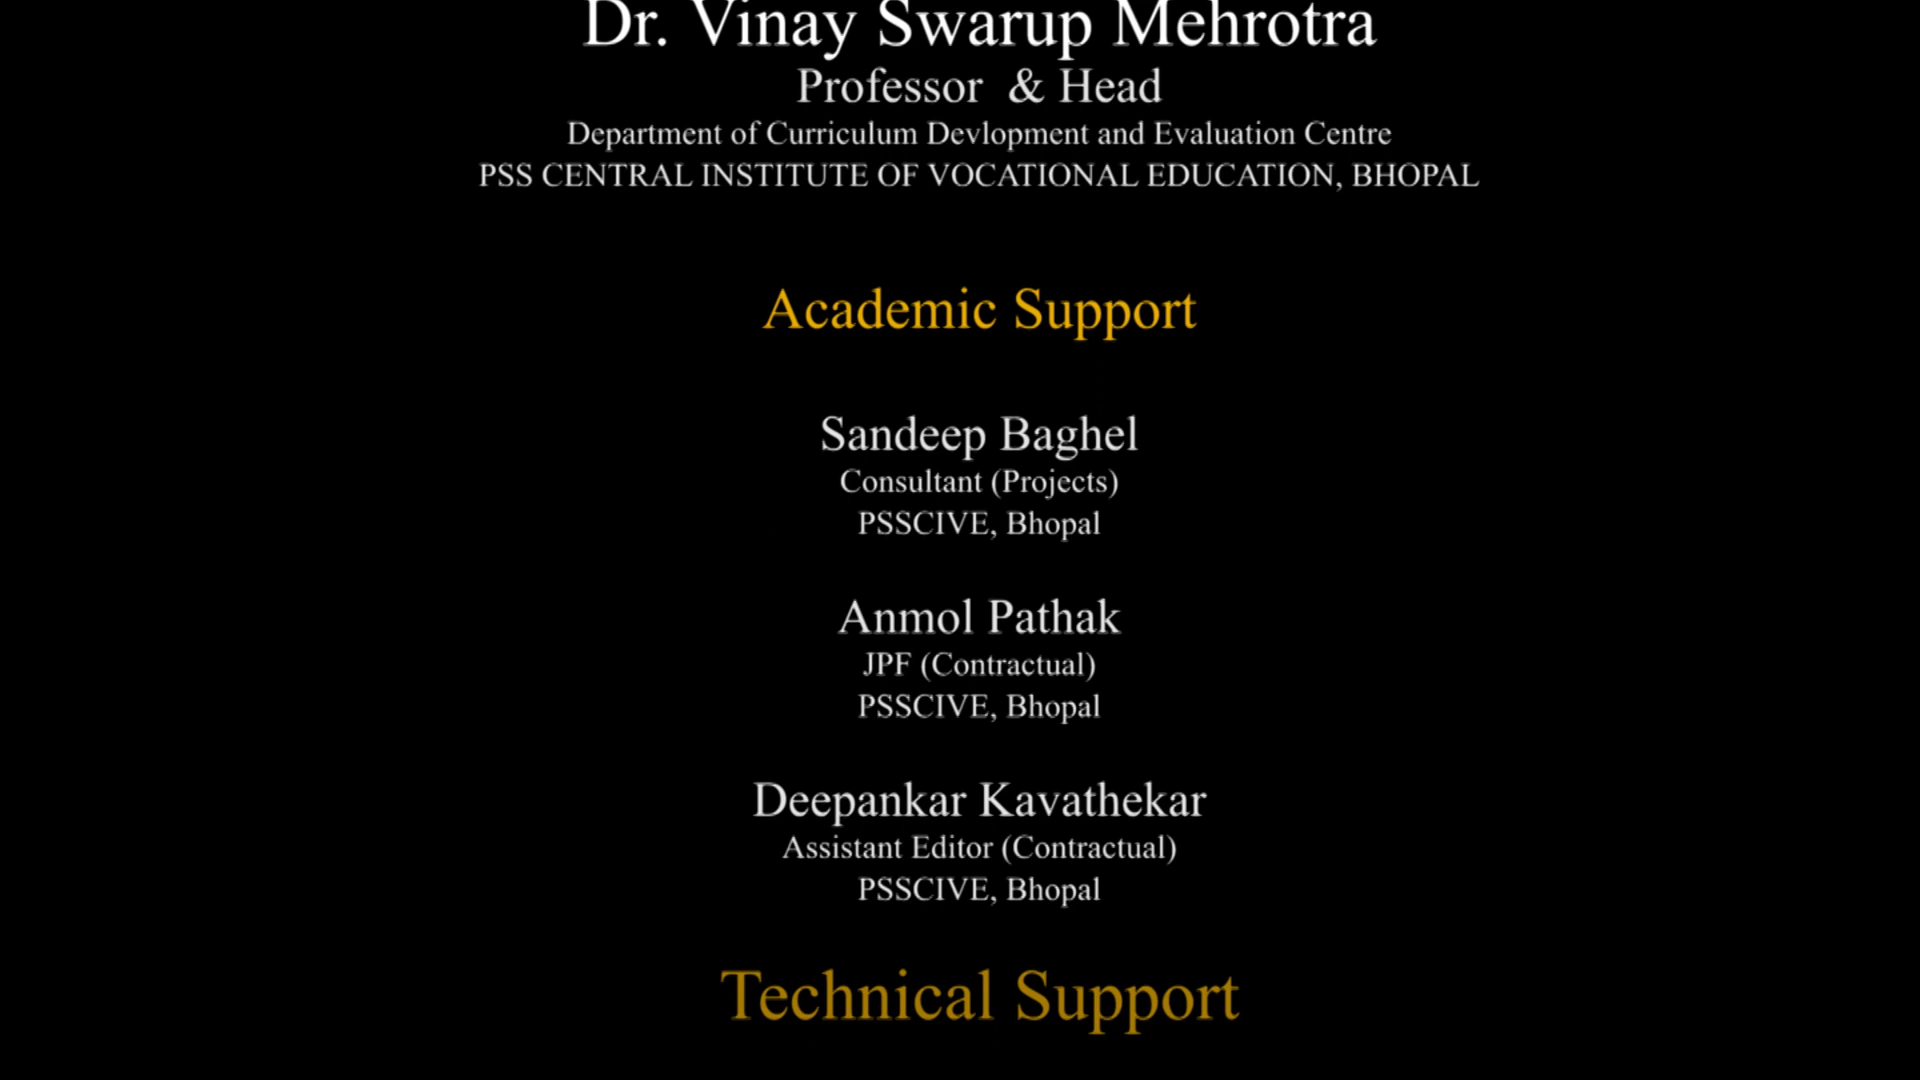 Dr. Vinay Swarup Mehrotra
Professor & Head
Department of Curriculum Devlopment and Evaluation Centre
PSS CENTRAL INSTITUTE OF VOCATIONAL EDUCATION, BHOPAL
Academic Support
Sandeep Baghel
Consultant (Projects)
PSSCIVE, Bhopal
Anmol Pathak
JPF (Contractual)
PSSCIVE, Bhopal
Deepankar Kavathekar
Assistant Editor (Contractual)
PSSCIVE, Bhopal
Technical Support